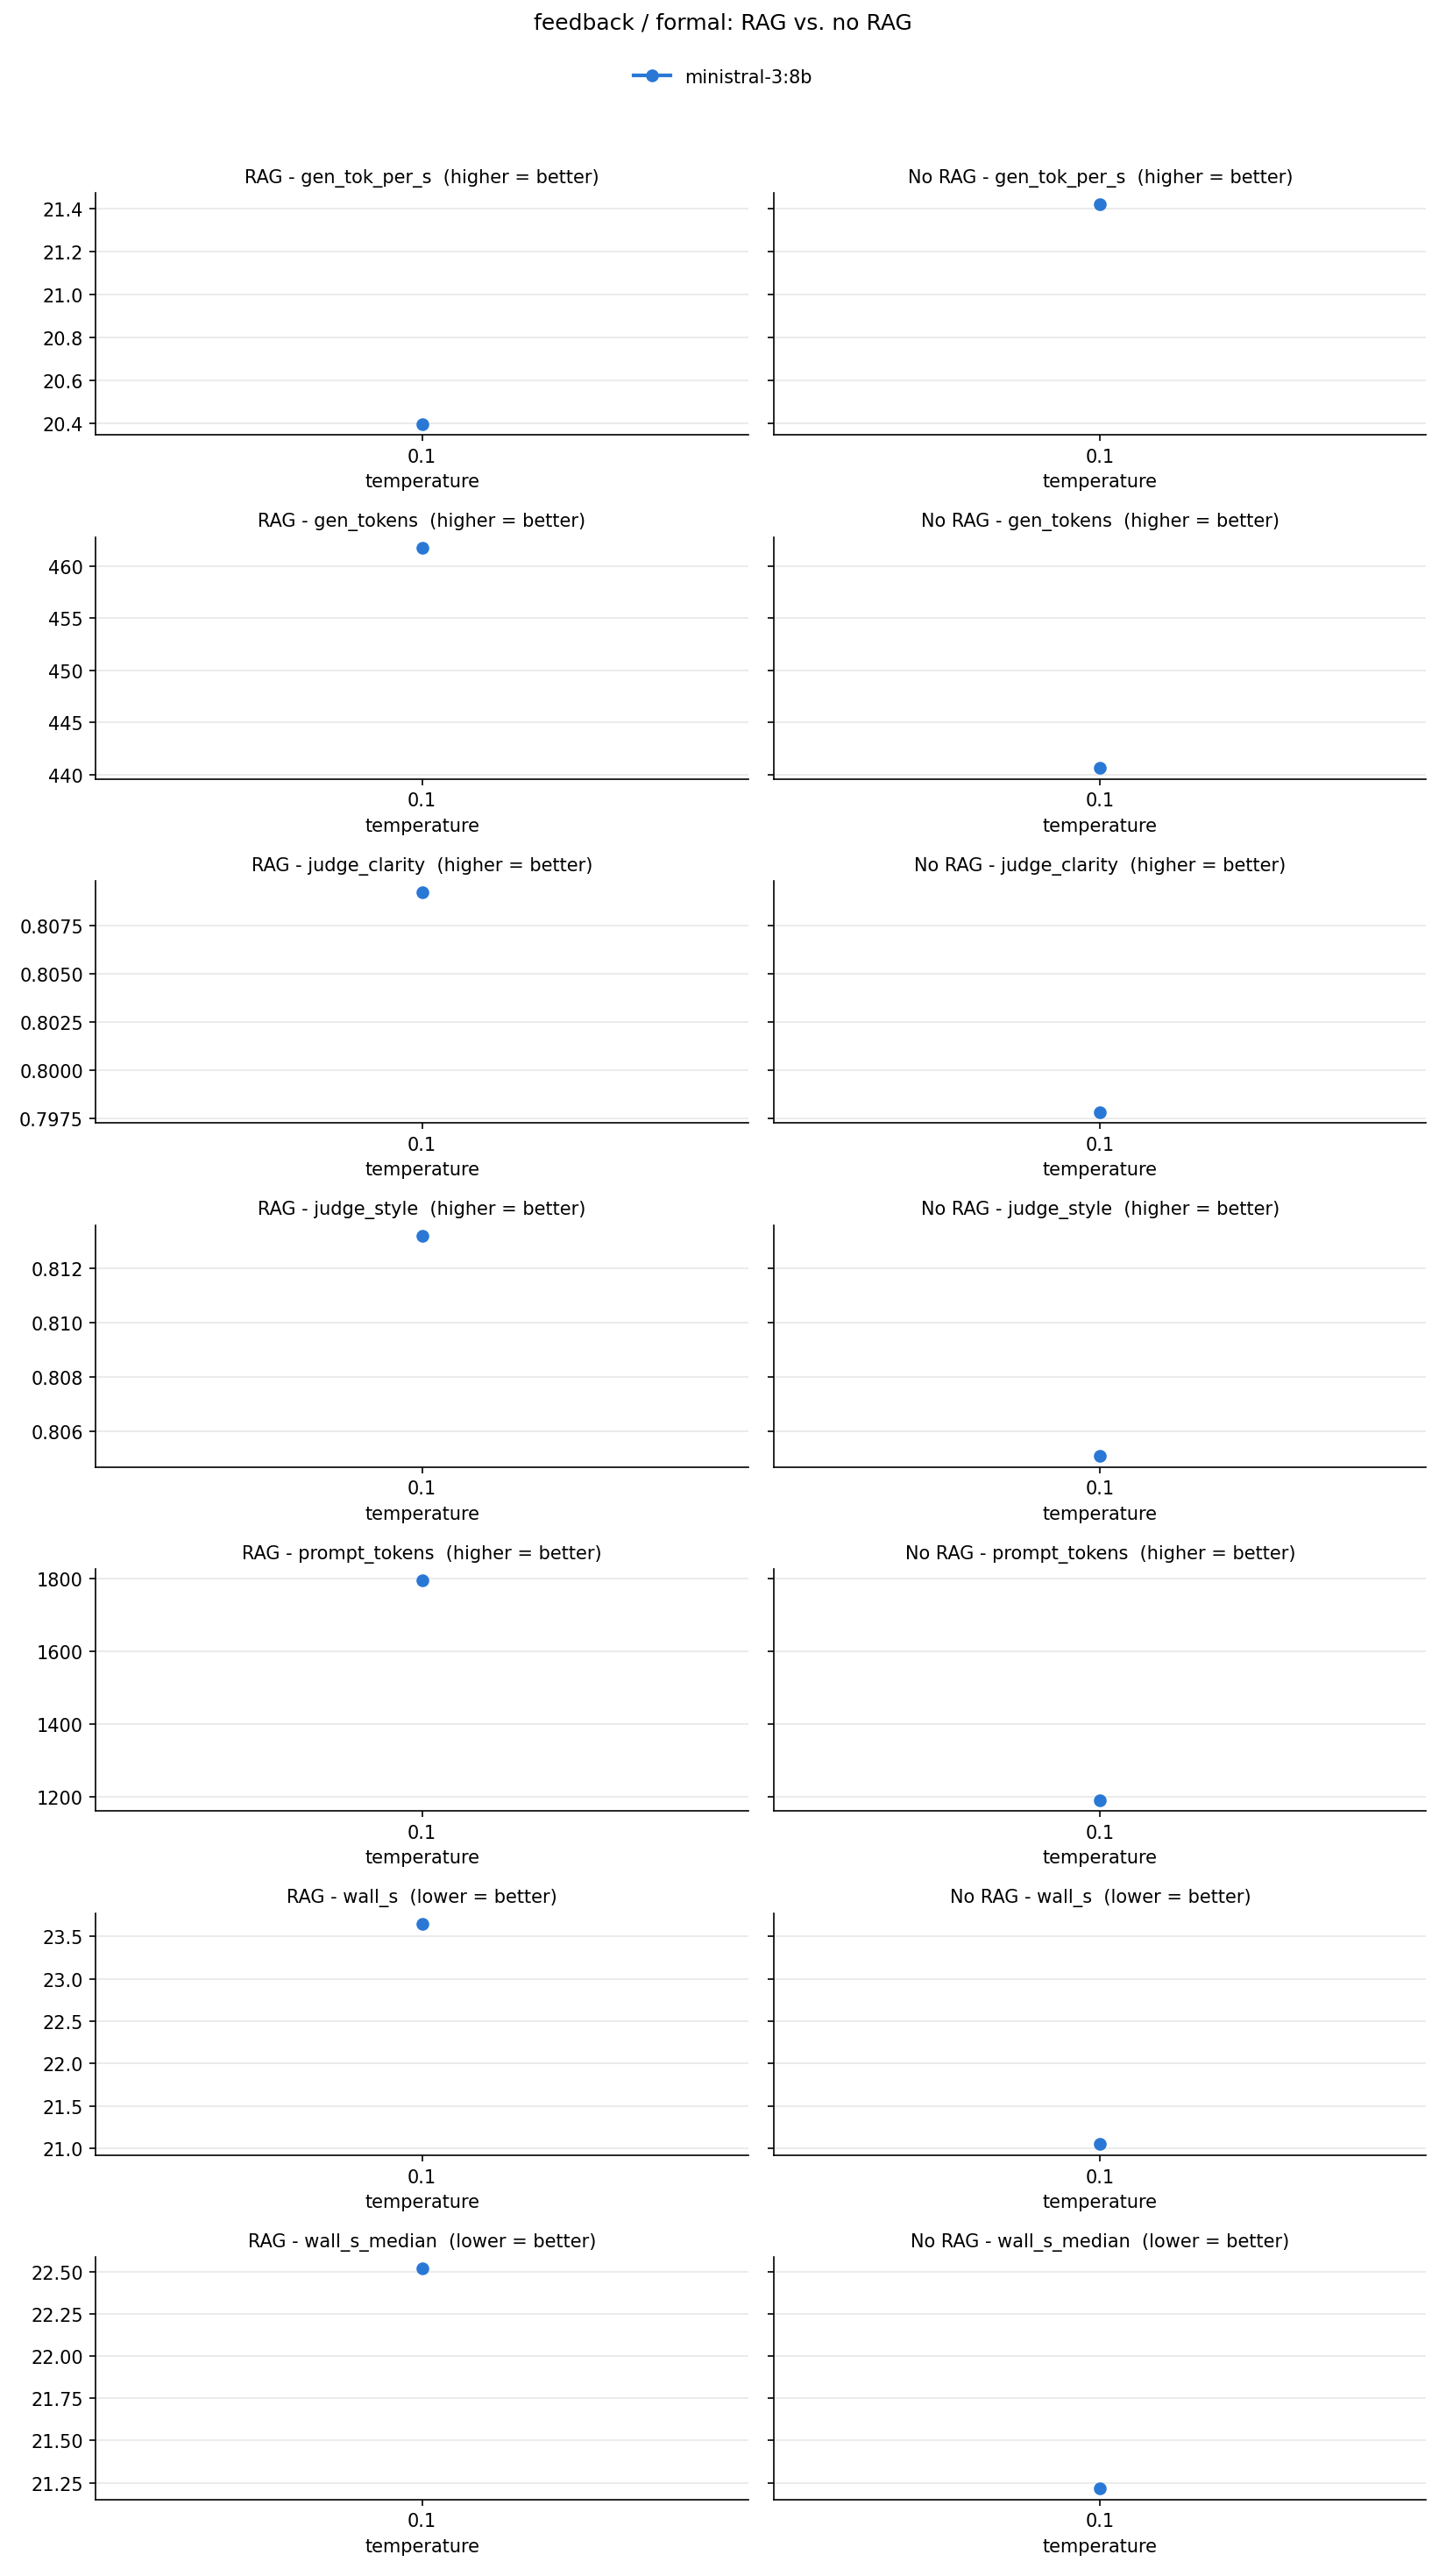 feedback / formal: RAG vs. no RAG
ministral-3:8b
RAG - gen_tok_per_s  (higher = better)
No RAG - gen_tok_per_s  (higher = better)
21.4
21.2
21.0
20.8
20.6
20.4
0.1
0.1
temperature
temperature
RAG - gen_tokens  (higher = better)
No RAG - gen_tokens  (higher = better)
460
455
450
445
440
0.1
0.1
temperature
temperature
RAG - judge_clarity  (higher = better)
No RAG - judge_clarity  (higher = better)
0.8075
0.8050
0.8025
0.8000
0.7975
0.1
0.1
temperature
temperature
RAG - judge_style  (higher = better)
No RAG - judge_style  (higher = better)
0.812
0.810
0.808
0.806
0.1
0.1
temperature
temperature
RAG - prompt_tokens  (higher = better)
No RAG - prompt_tokens  (higher = better)
1800
1600
1400
1200
0.1
0.1
temperature
temperature
RAG - wall_s  (lower = better)
No RAG - wall_s  (lower = better)
23.5
23.0
22.5
22.0
21.5
21.0
0.1
0.1
temperature
temperature
RAG - wall_s_median  (lower = better)
No RAG - wall_s_median  (lower = better)
22.50
22.25
22.00
21.75
21.50
21.25
0.1
0.1
temperature
temperature